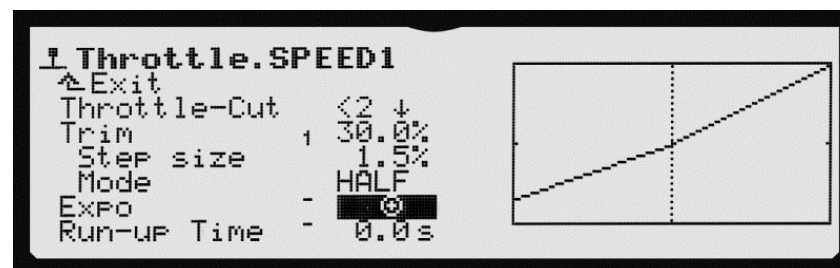 Throttle.SPEED1
Exit
Throttle-Cut <2 ↓
Trim 1 30.0%
Step size 1.5%
Mode HALF
Expo -
Run-up Time - 0.0s